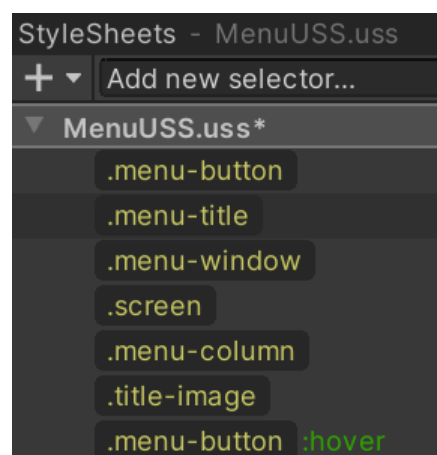 StyleSheets - MenuUSS.uss
Add new selector...
MenuUSS.uss*
.menu-button
.menu-title
.menu-window
.screen
.menu-column
.title-image
.menu-button :hover